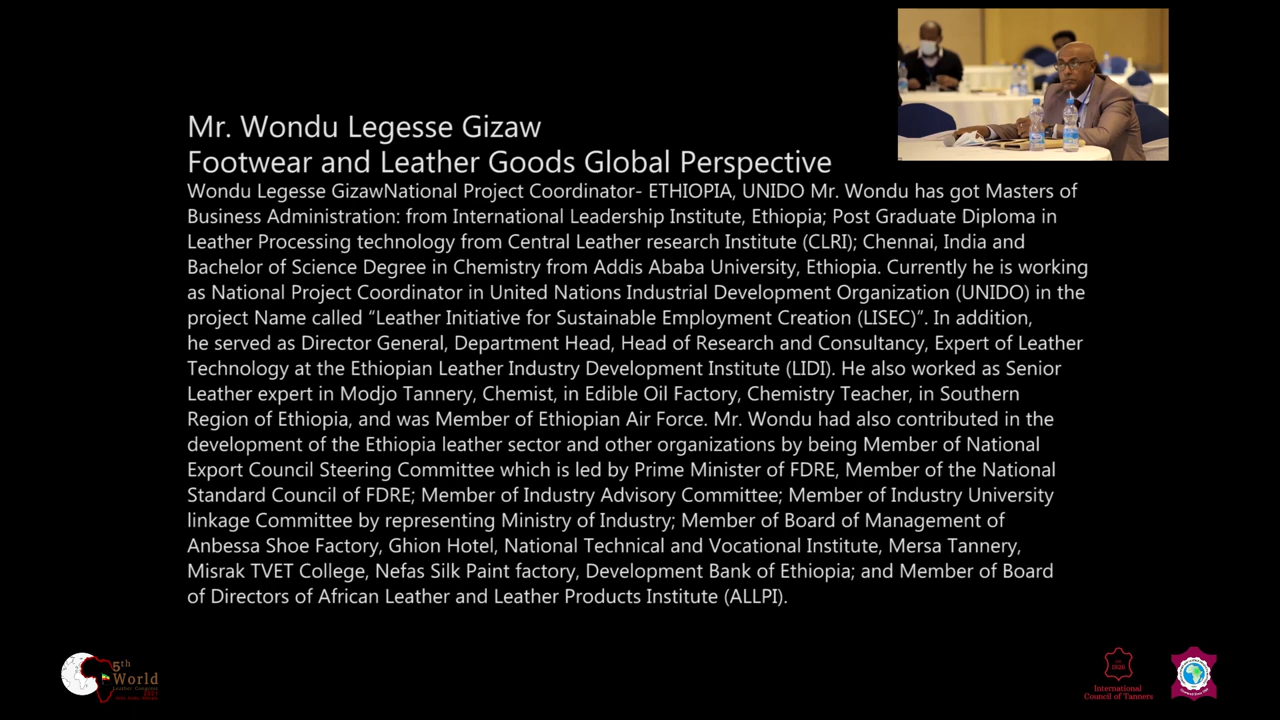 Mr. Wondu Legesse Gizaw
Footwear and Leather Goods Global Perspective
Wondu Legesse GizawNational Project Coordinator- ETHIOPIA, UNIDO Mr. Wondu has got Masters of
Business Administration: from International Leadership Institute, Ethiopia; Post Graduate Diploma in
Leather Processing technology from Central Leather research Institute (CLRI); Chennai, India and
Bachelor of Science Degree in Chemistry from Addis Ababa University, Ethiopia. Currently he is working
as National Project Coordinator in United Nations Industrial Development Organization (UNIDO) in the
project Name called “Leather Initiative for Sustainable Employment Creation (LISEC)”. In addition,
he served as Director General, Department Head, Head of Research and Consultancy, Expert of Leather
Technology at the Ethiopian Leather Industry Development Institute (LIDI). He also worked as Senior
Leather expert in Modjo Tannery, Chemist, in Edible Oil Factory, Chemistry Teacher, in Southern
Region of Ethiopia, and was Member of Ethiopian Air Force. Mr. Wondu had also contributed in the
development of the Ethiopia leather sector and other organizations by being Member of National
Export Council Steering Committee which is led by Prime Minister of FDRE, Member of the National
Standard Council of FDRE; Member of Industry Advisory Committee; Member of Industry University
linkage Committee by representing Ministry of Industry; Member of Board of Management of
Anbessa Shoe Factory, Ghion Hotel, National Technical and Vocational Institute, Mersa Tannery,
Misrak TVET College, Nefas Silk Paint factory, Development Bank of Ethiopia; and Member of Board
of Directors of African Leather and Leather Products Institute (ALLPI).
5th
World
Leather Congress
1926
International
Council of Tanners